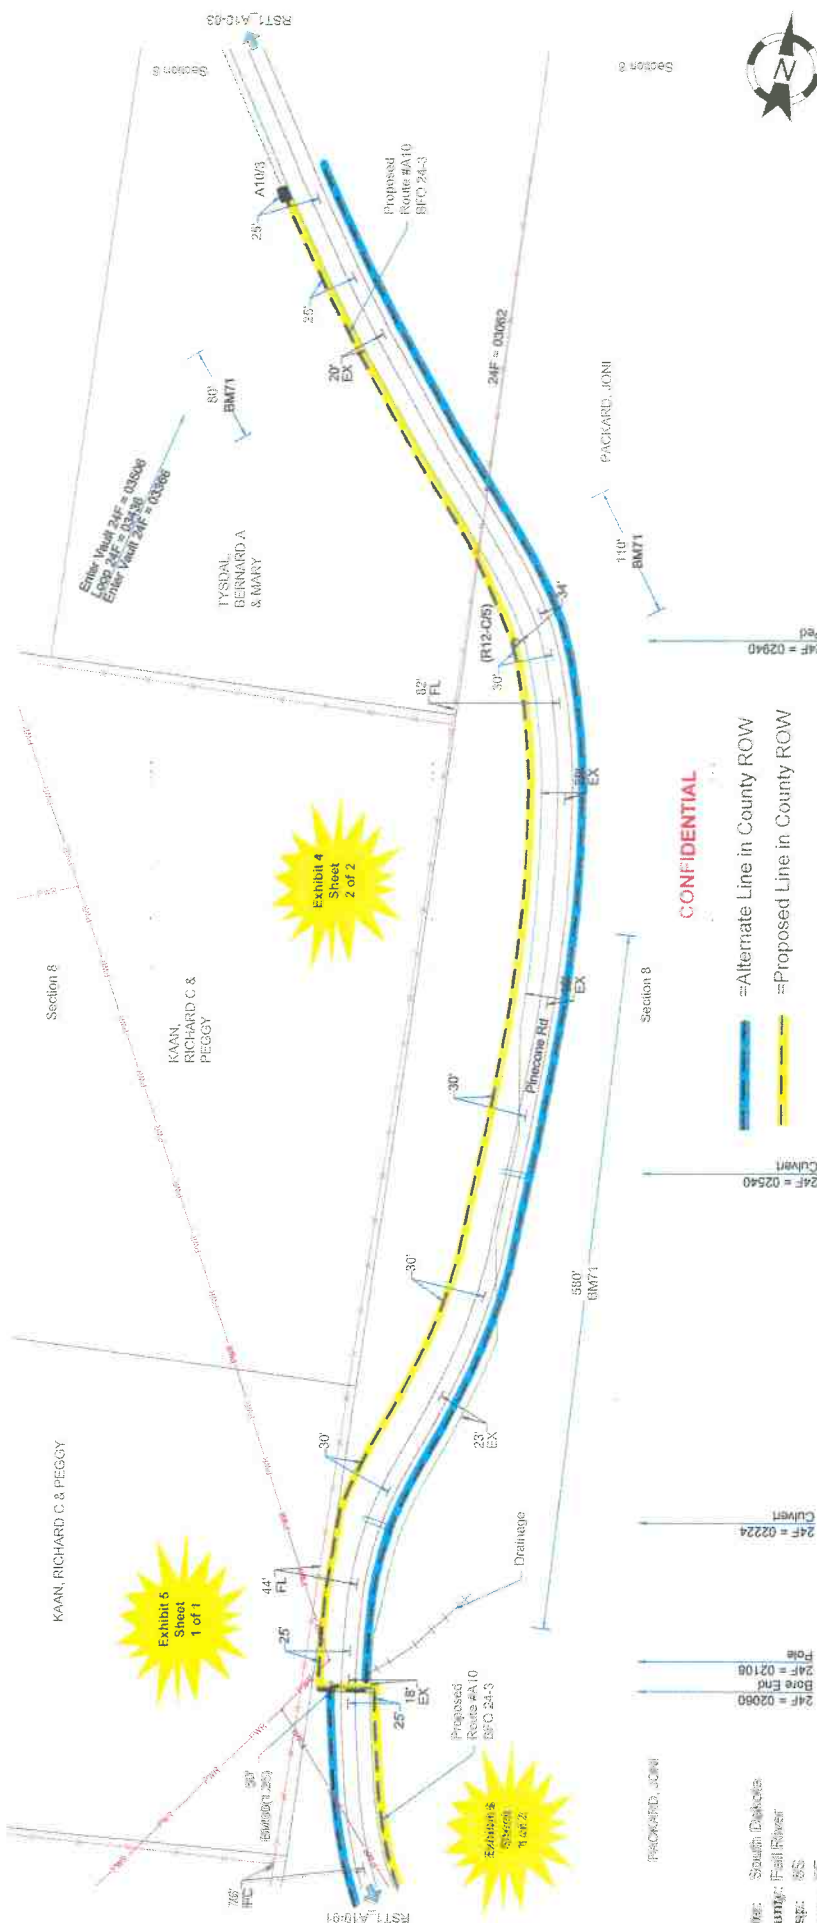 RST1_A10-03
Section 8
Section 8
N
A10/3
25'
Proposed
Route #A10
BFO 24-3
25'
20'
EX
80'
BM71
Enter Vault 24F = 03506
Loop 24F = 03436
Enter Vault 24F = 03366
24F = 03062
TYSDAL,
BERNARD A
& MARY
PACKARD, JONI
110'
BM71
(R12-C/5)
34'
30'
62'
FL
24F = 02940
EX
Exhibit 4
Sheet
2 of 2
CONFIDENTIAL
=Alternate Line in County ROW
=Proposed Line in County ROW
Section 8
KAAN,
RICHARD C &
PEGGY
EX
Section 8
Pinecone Rd
30'
Culvert
24F = 02540
30'
580'
BM71
KAAN, RICHARD C & PEGGY
30'
23'
EX
Culvert
24F = 02224
Drainage
44'
FL
Exhibit 5
Sheet
1 of 1
25'
Pole
24F = 02108
Bore End
24F = 02060
18'
EX
25'
Proposed
Route #A10
BFO 24-3
PWR
PACKARD, JONI
South Dakota
Fall River